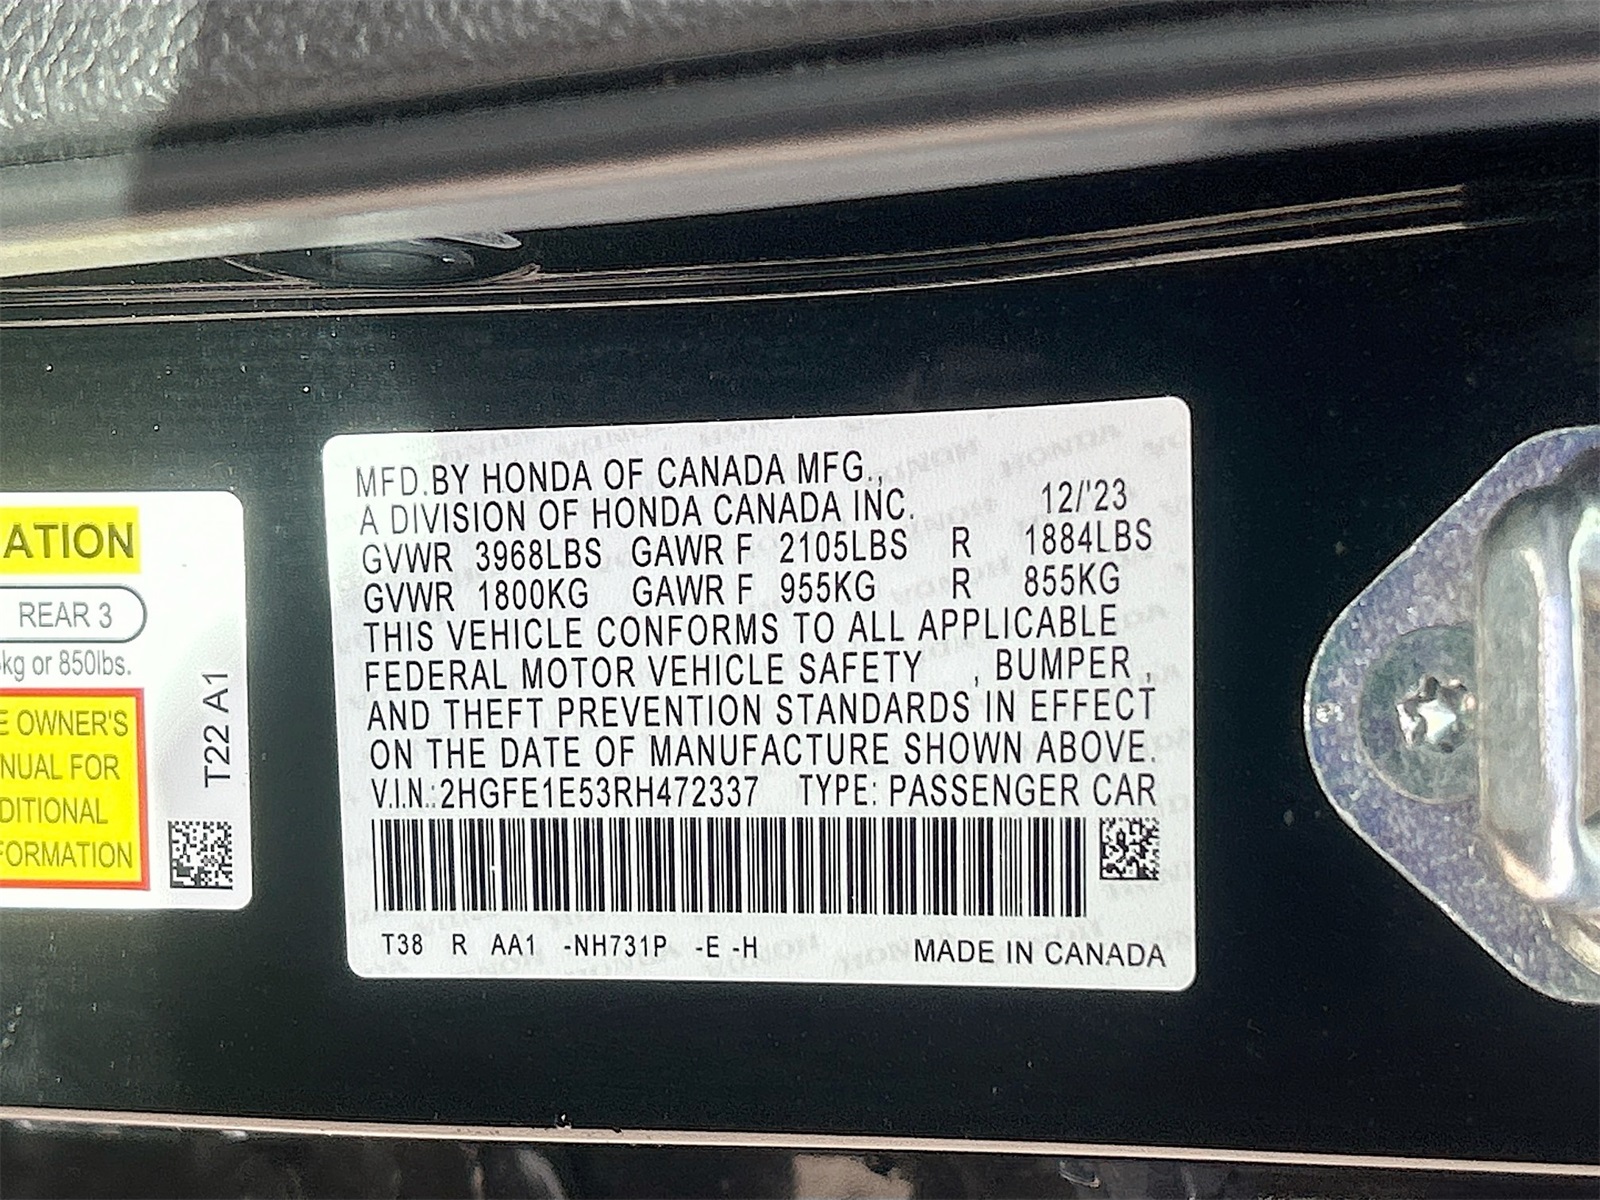 ATION
REAR 3
kg or 850lbs.
E OWNER'S
NUAL FOR
DITIONAL
FORMATION
T22 A1
MFD.BY HONDA OF CANADA MFG.,
A DIVISION OF HONDA CANADA INC. 12/'23
GVWR 3968LBS GAWR F 2105LBS R 1884LBS
GVWR 1800KG GAWR F 955KG R 855KG
THIS VEHICLE CONFORMS TO ALL APPLICABLE
FEDERAL MOTOR VEHICLE SAFETY , BUMPER ,
AND THEFT PREVENTION STANDARDS IN EFFECT
ON THE DATE OF MANUFACTURE SHOWN ABOVE.
V.I.N.:2HGFE1E53RH472337 TYPE: PASSENGER CAR
T38 R AA1 -NH731P -E -H MADE IN CANADA